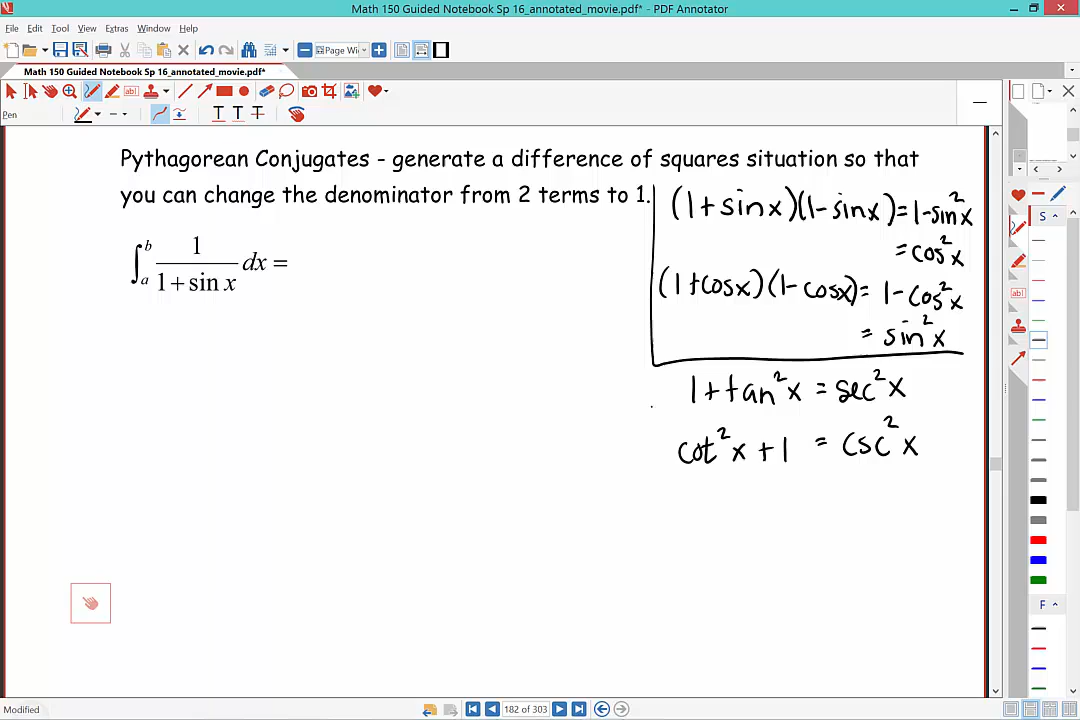 Math 150 Guided Notebook Sp 16_annotated_movie.pdf* - PDF Annotator
File Edit Tool View Extras Window Help
Page Wi
Math 150 Guided Notebook Sp 16_annotated_movie.pdf*
Pen
Pythagorean Conjugates - generate a difference of squares situation so that
you can change the denominator from 2 terms to 1.
(1+sinx)(1-sinx)=1-sin²x
=cos²x
∫ₐᵇ 1/(1+sin x) dx =
(1+cosx)(1-cosx)= 1-cos²x
= sin²x
1+tan²x = sec²x
cot²x+1 = csc²x
S
F
Modified
182 of 303